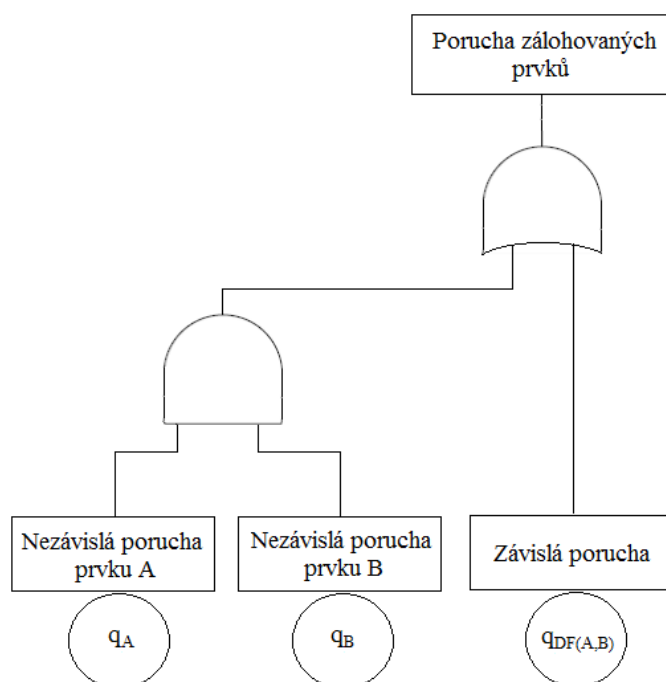 Porucha zálohovaných
prvků
Nezávislá porucha
prvku A
Nezávislá porucha
prvku B
Závislá porucha
qA
qB
qDF(A,B)